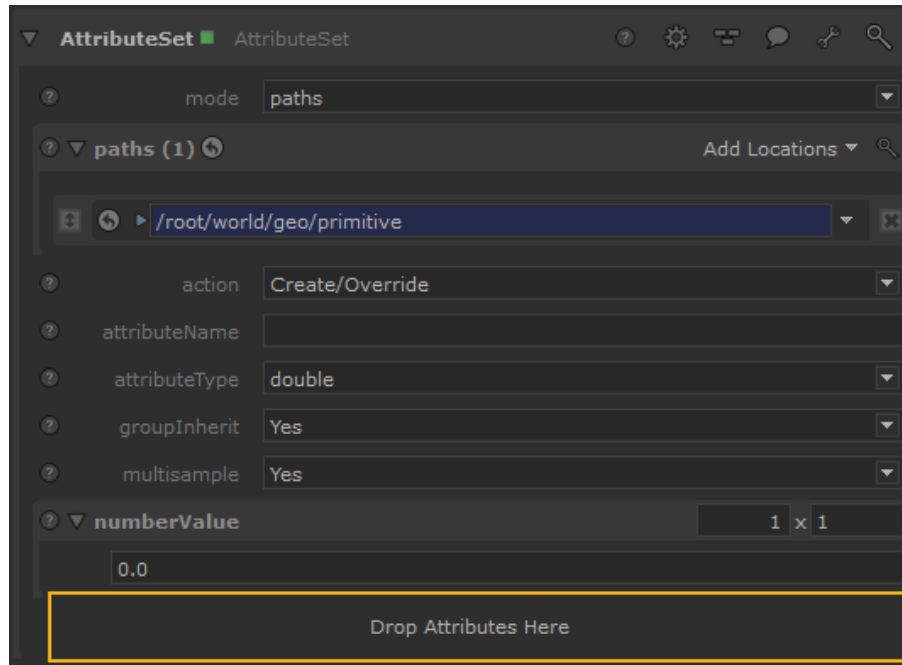 AttributeSet AttributeSet
mode paths
paths (1) Add Locations
/root/world/geo/primitive
action Create/Override
attributeName
attributeType double
groupInherit Yes
multisample Yes
numberValue 1 x 1
0.0
Drop Attributes Here